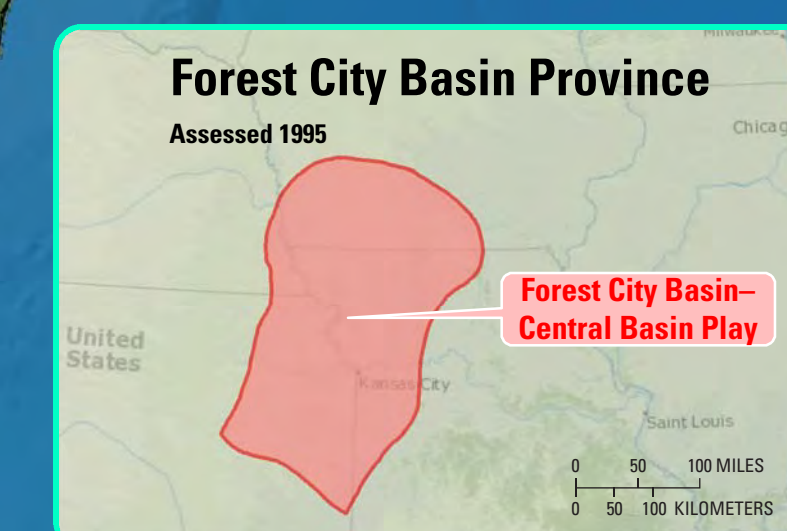 Milwaukee
Forest City Basin Province
Assessed 1995
Forest City Basin–
Central Basin Play
United
States
Kansas City
Saint Louis
0 50 100 MILES
0 50 100 KILOMETERS